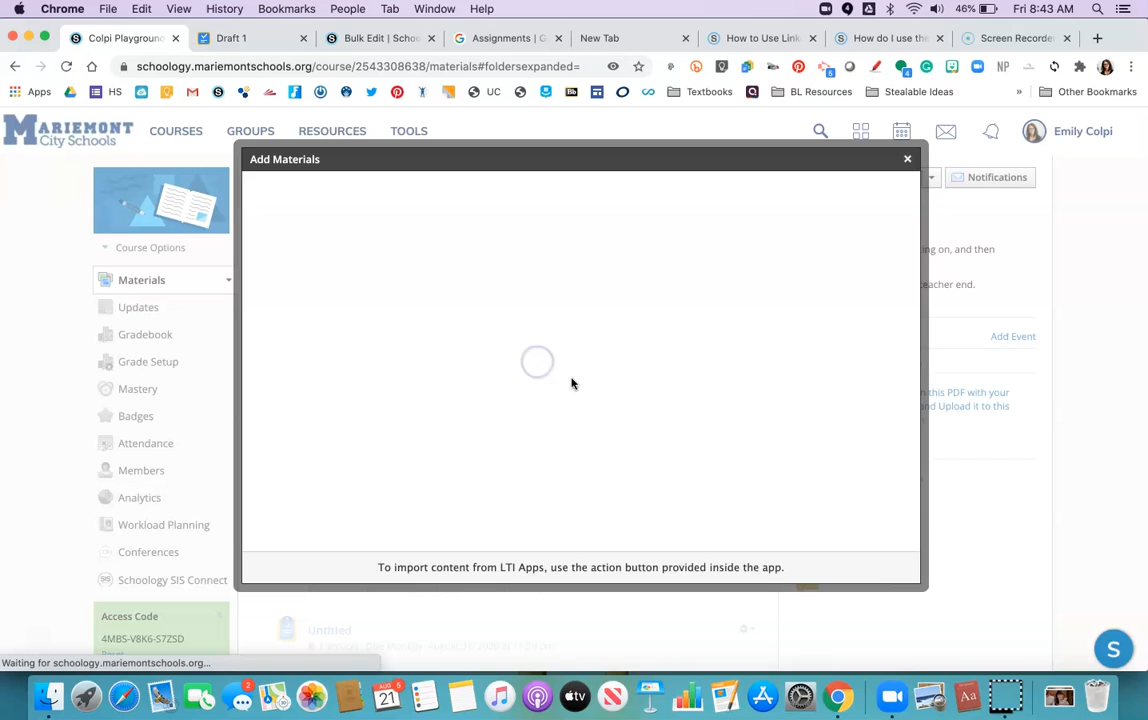 Chrome File Edit View History Bookmarks People Tab Window Help 46% Fri 8:43 AM
Colpi Playground Draft 1 Bulk Edit | Schoo Assignments | G New Tab How to Use Link How do I use the Screen Recorder
schoology.mariemontschools.org/course/2543308638/materials#foldersexpanded=
Apps HS UC Textbooks BL Resources Stealable Ideas » Other Bookmarks
MARIEMONT
City Schools
COURSES GROUPS RESOURCES TOOLS Emily Colpi
Add Materials
Notifications
Course Options
ng on, and then
Materials
teacher end.
Updates
Gradebook
Add Event
Grade Setup
Mastery
n this PDF with your
nd Upload it to this
Badges
Attendance
Members
Analytics
Workload Planning
Conferences
To import content from LTI Apps, use the action button provided inside the app.
Schoology SIS Connect
Access Code
4MBS-V8K6-S7ZSD
Untitled
Waiting for schoology.mariemontschools.org...